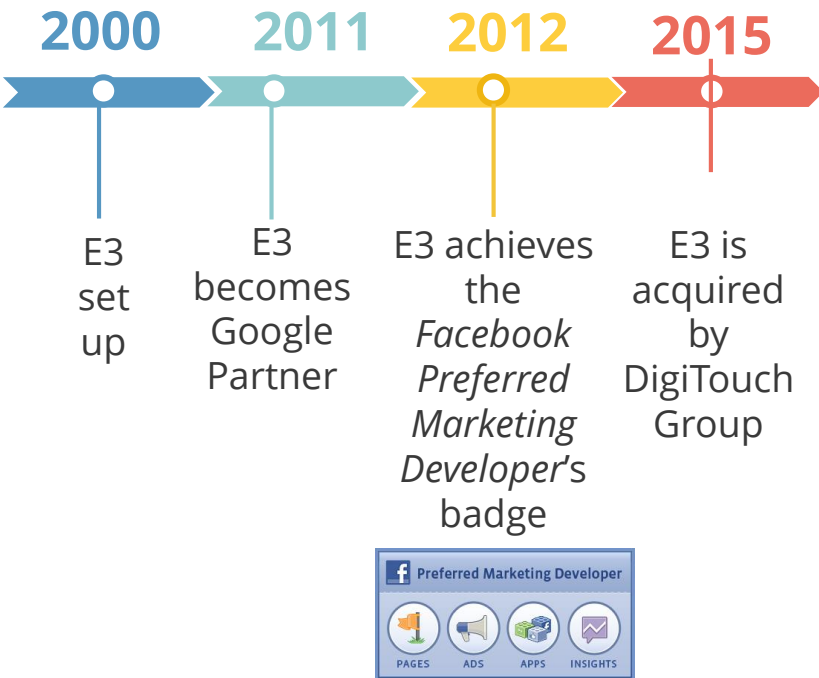 2000
2011
2012
2015
E3
set
up
E3
becomes
Google
Partner
E3 achieves
the
Facebook
Preferred
Marketing
Developer's
badge
E3 is
acquired
by
DigiTouch
Group
f Preferred Marketing Developer
PAGES ADS APPS INSIGHTS